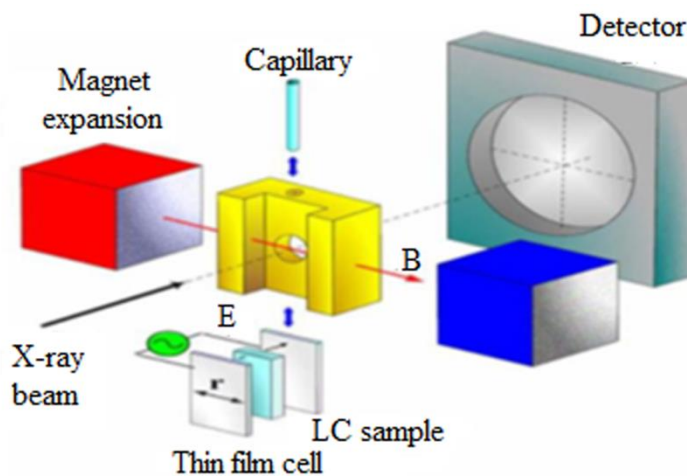 Detector
Capillary
Magnet
expansion
B
E
X-ray
beam
LC sample
Thin film cell